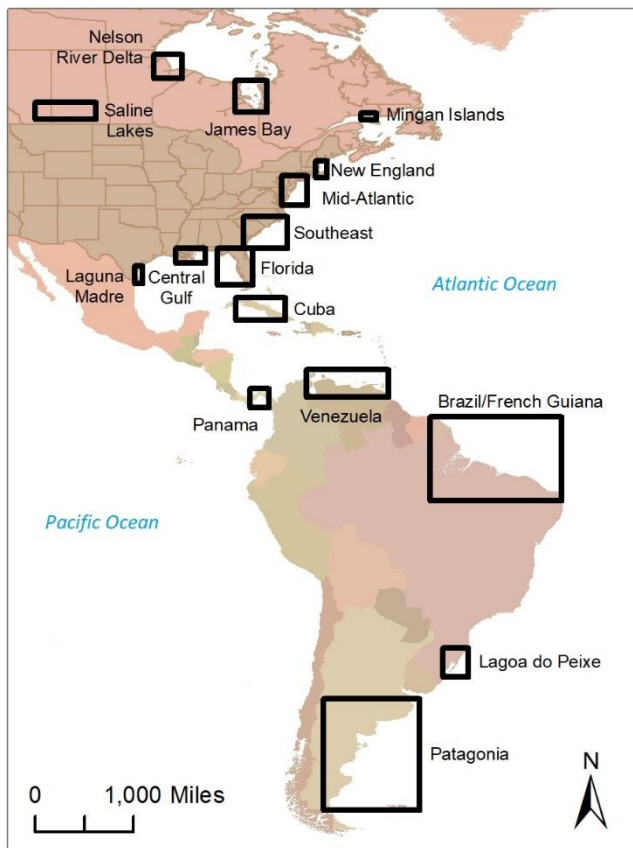 Nelson
River Delta
Saline
Lakes
James Bay
Mingan Islands
New England
Mid-Atlantic
Southeast
Laguna
Madre
Central
Gulf
Florida
Atlantic Ocean
Cuba
Panama
Venezuela
Brazil/French Guiana
Pacific Ocean
Lagoa do Peixe
Patagonia
N
0 1,000 Miles